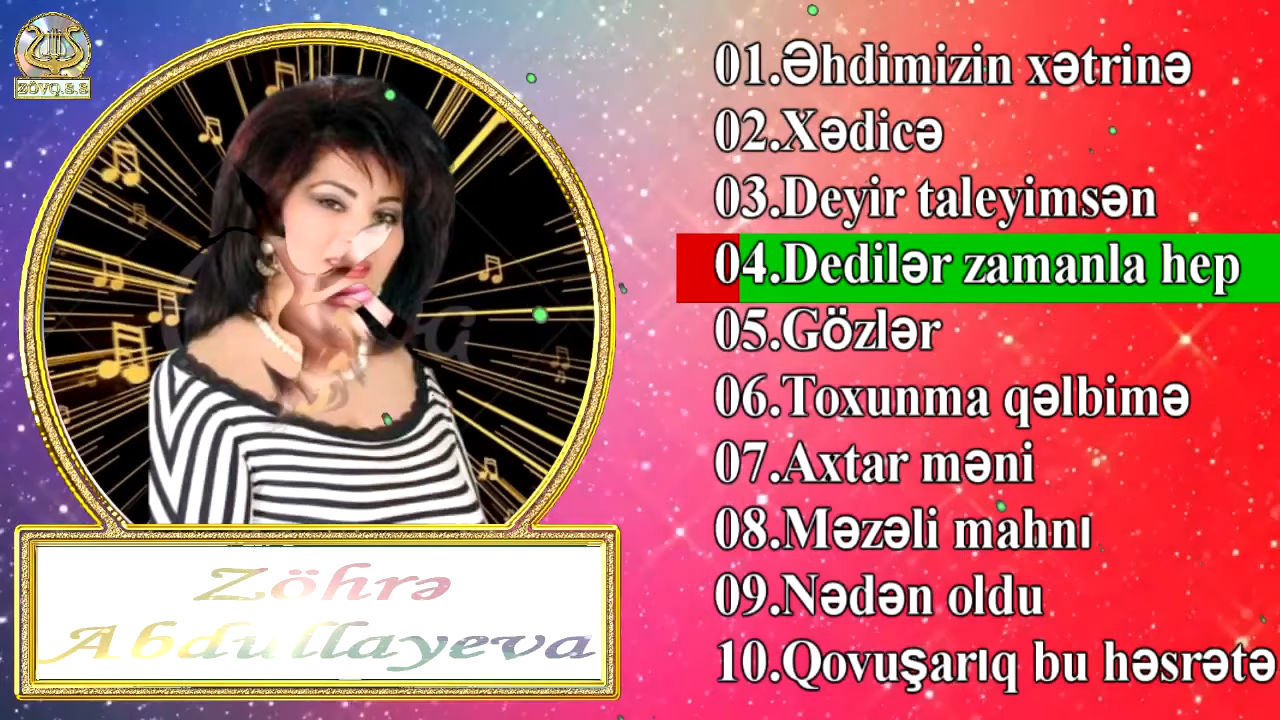 ZÖVQ.S.S
01.Əhdimizin xətrinə
02.Xədicə
03.Deyir taleyimsən
04.Dedilər zamanla hep
05.Gözlər
06.Toxunma qəlbimə
07.Axtar məni
08.Məzəli mahnı
09.Nədən oldu
10.Qovuşarıq bu həsrətə
Zöhrə
Abdullayeva